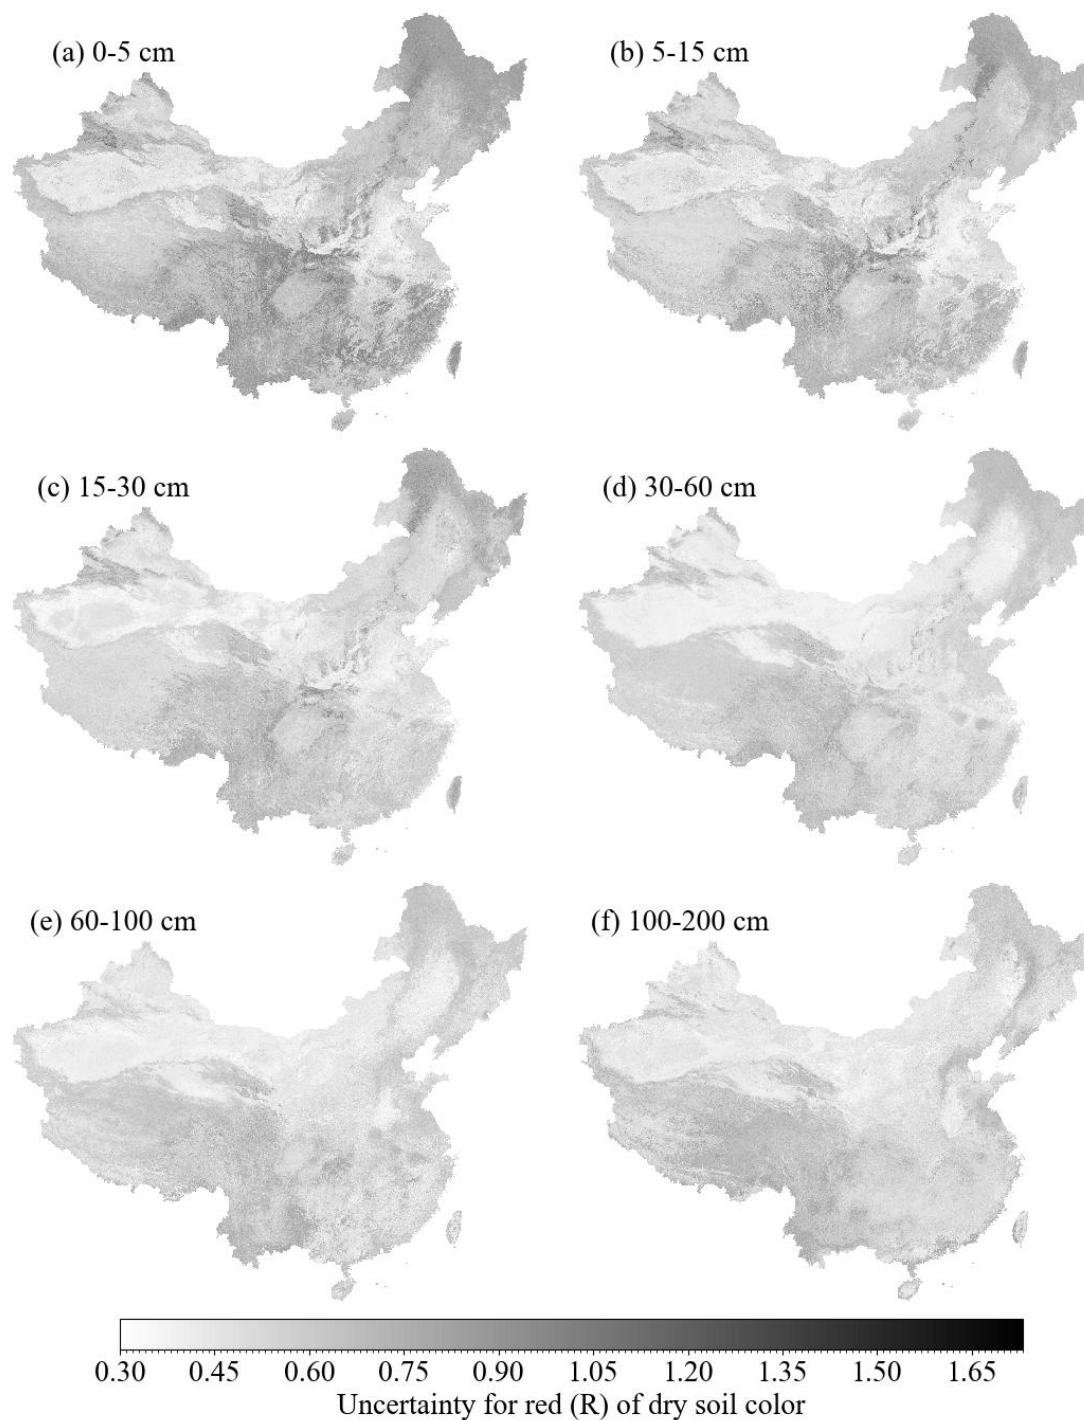 (a) 0-5 cm
(b) 5-15 cm
(c) 15-30 cm
(d) 30-60 cm
(e) 60-100 cm
(f) 100-200 cm
0.30 0.45 0.60 0.75 0.90 1.05 1.20 1.35 1.50 1.65
Uncertainty for red (R) of dry soil color